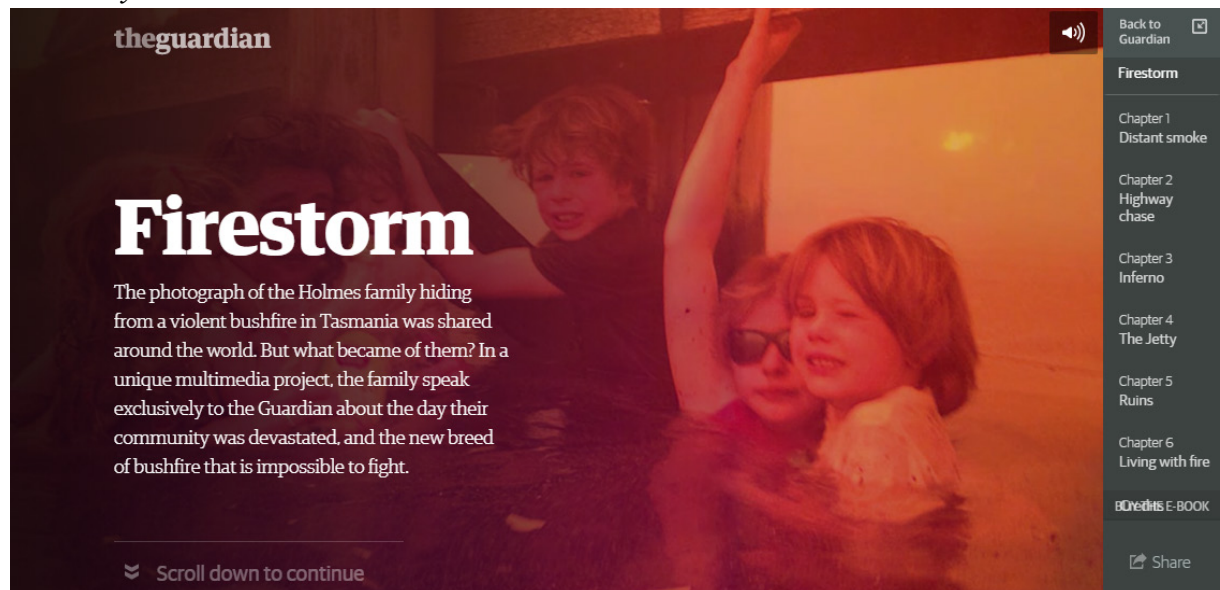 theguardian
Firestorm
The photograph of the Holmes family hiding
from a violent bushfire in Tasmania was shared
around the world. But what became of them? In a
unique multimedia project, the family speak
exclusively to the Guardian about the day their
community was devastated, and the new breed
of bushfire that is impossible to fight.
Scroll down to continue
Back to
Guardian
Firestorm
Chapter 1
Distant smoke
Chapter 2
Highway
chase
Chapter 3
Inferno
Chapter 4
The Jetty
Chapter 5
Ruins
Chapter 6
Living with fire
Credits
E-BOOK
Share